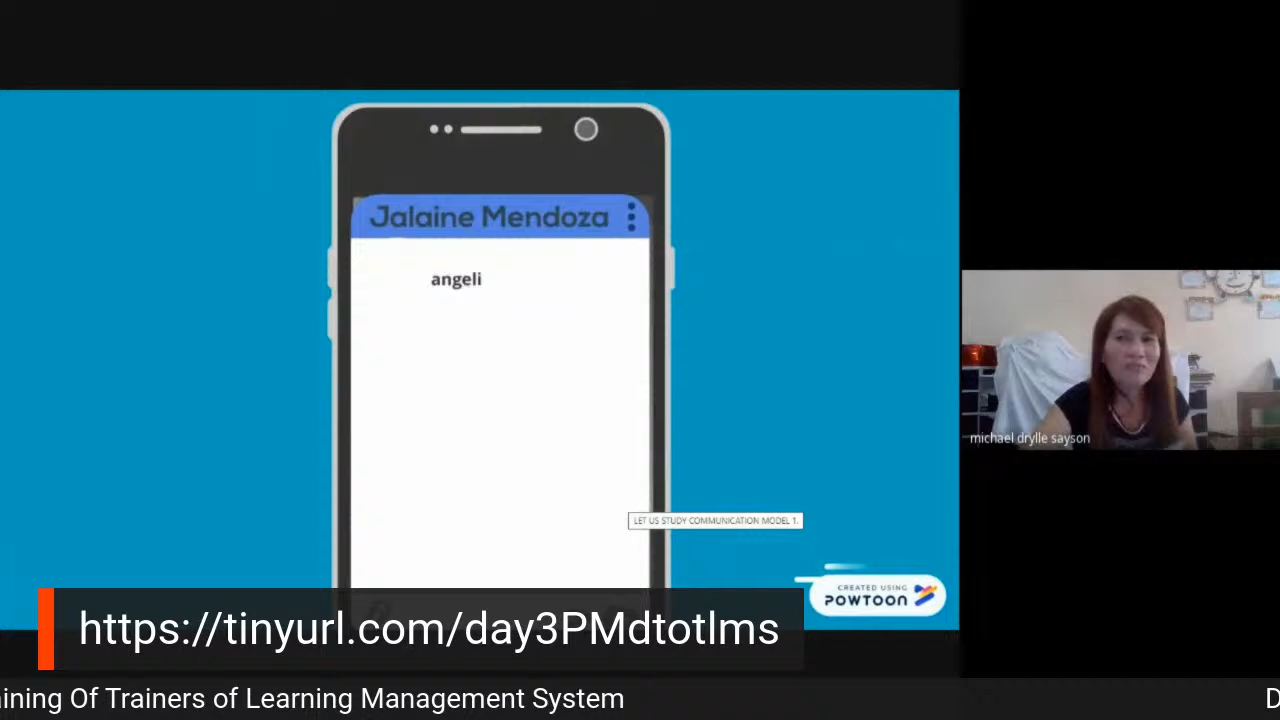 Jalaine Mendoza
angeli
LET US STUDY COMMUNICATION MODEL 1.
CREATED USING
POWTOON
michael drylle sayson
https://tinyurl.com/day3PMdtotlms
aining Of Trainers of Learning Management System
D